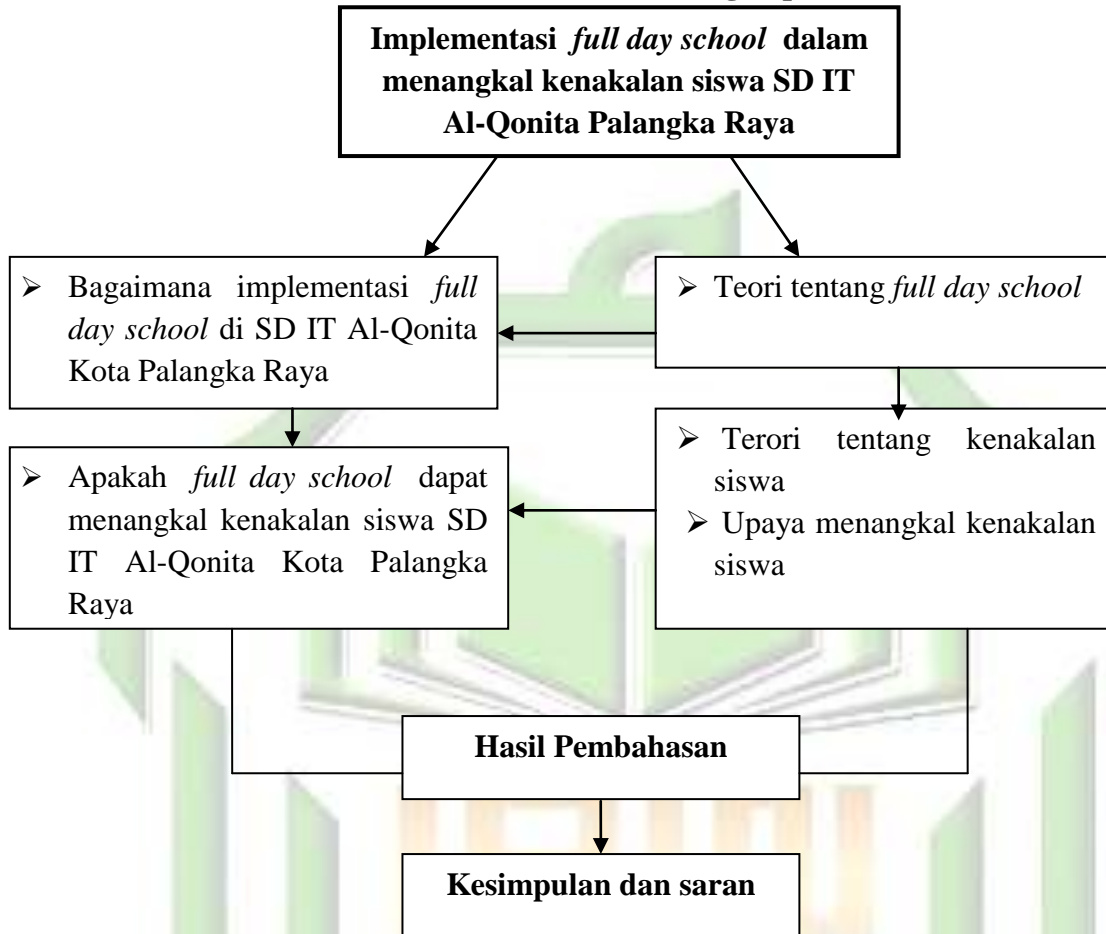 Implementasi full day school dalam
menangkal kenakalan siswa SD IT
Al-Qonita Palangka Raya
➢ Bagaimana implementasi full
day school di SD IT Al-Qonita
Kota Palangka Raya
➢ Teori tentang full day school
➢ Apakah full day school dapat
menangkal kenakalan siswa SD
IT Al-Qonita Kota Palangka
Raya
➢ Terori tentang kenakalan
siswa
➢ Upaya menangkal kenakalan
siswa
Hasil Pembahasan
Kesimpulan dan saran